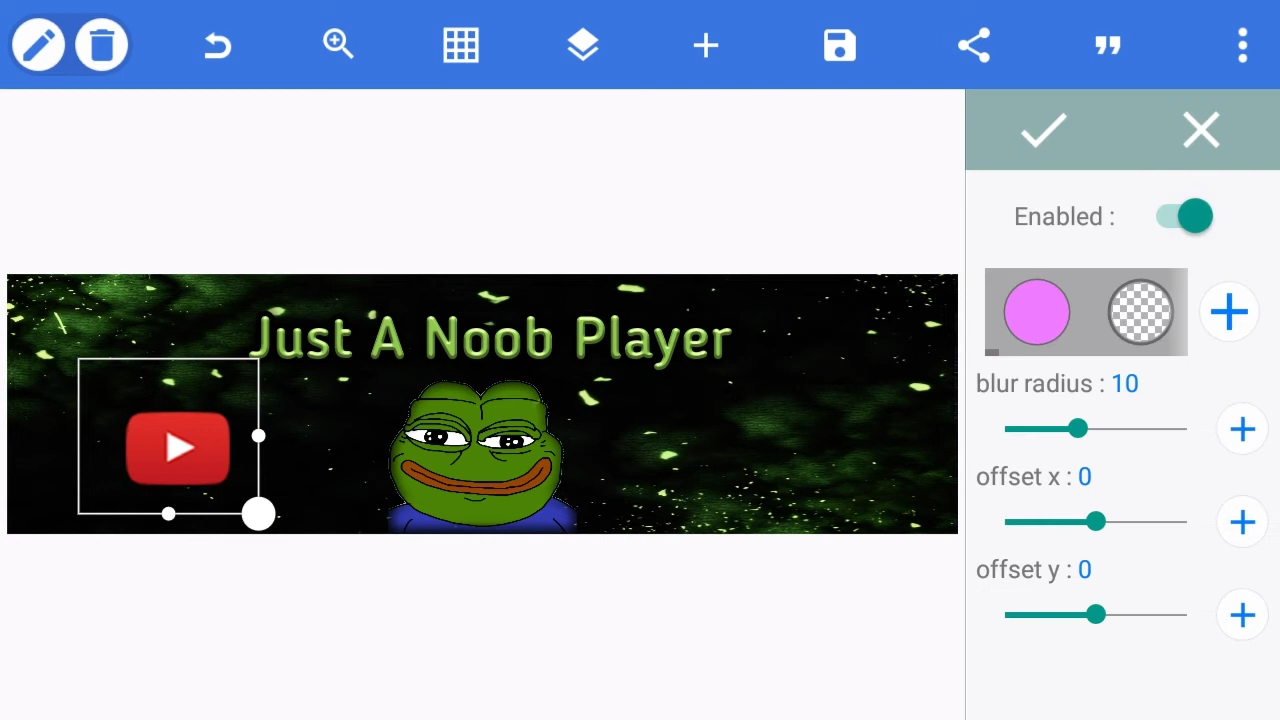 Enabled :
Just A Noob Player
blur radius : 10
offset x : 0
offset y : 0